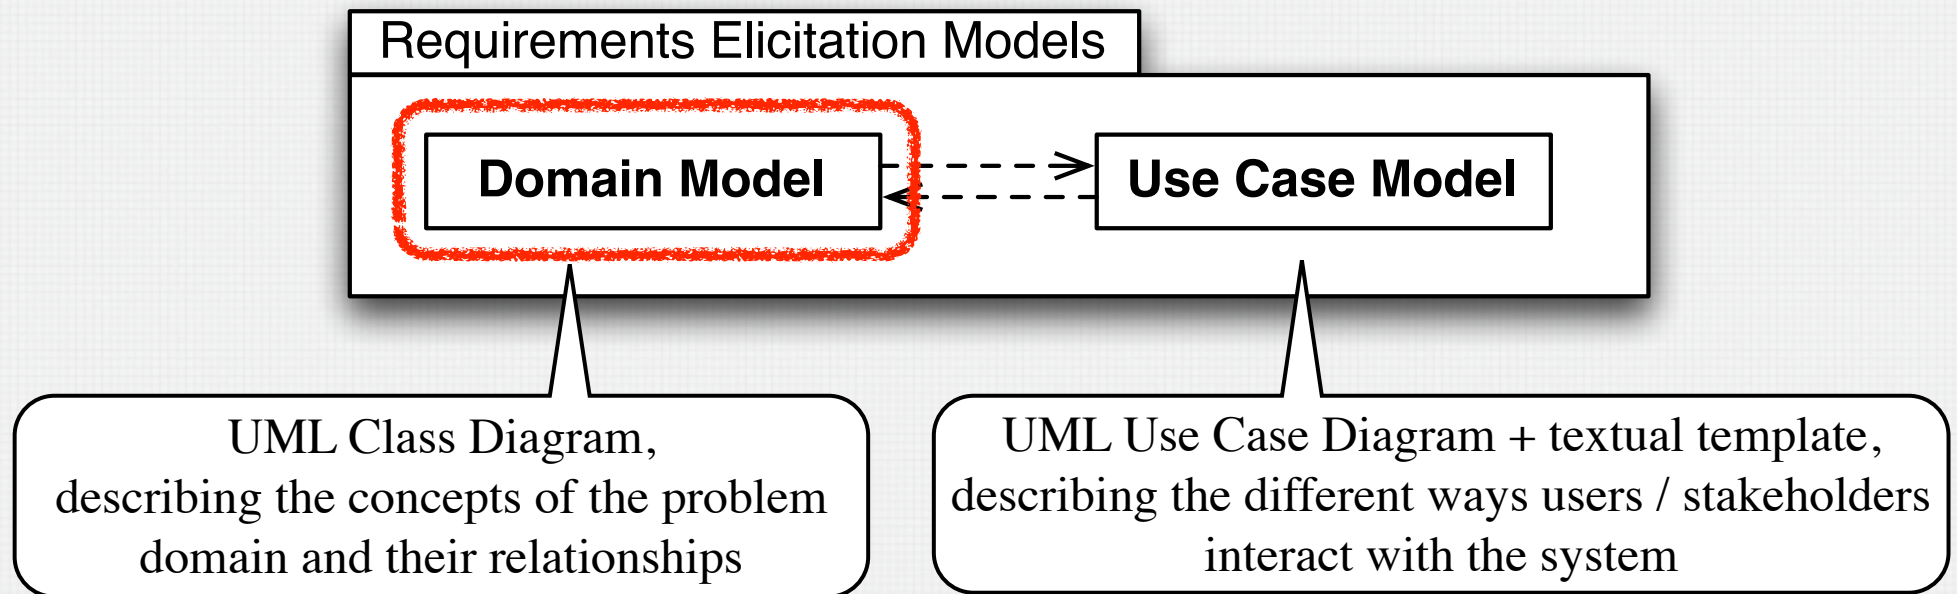 Requirements Elicitation Models
Domain Model
Use Case Model
UML Class Diagram,
describing the concepts of the problem
domain and their relationships
UML Use Case Diagram + textual template,
describing the different ways users / stakeholders
interact with the system